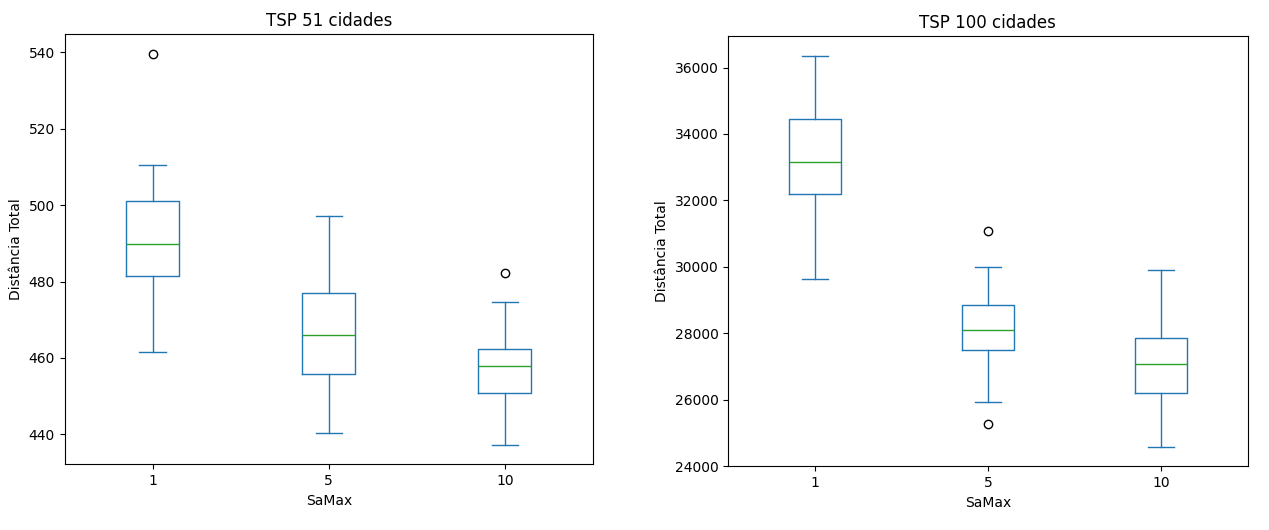 TSP 51 cidades
540
520
500
480
460
440
Distância Total
1 5 10
SaMax
TSP 100 cidades
36000
34000
32000
30000
28000
26000
24000
Distância Total
1 5 10
SaMax